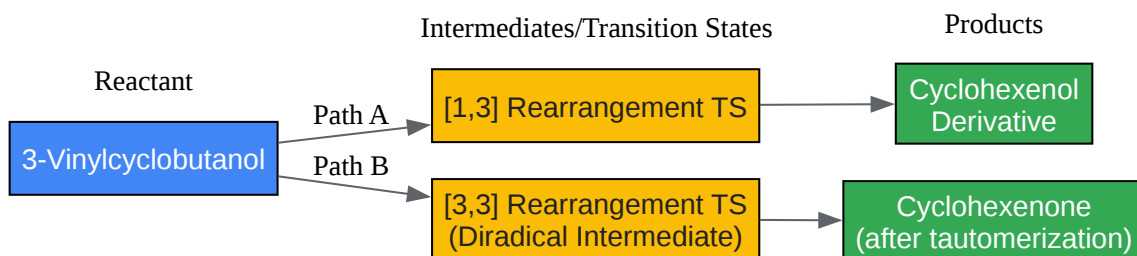 Intermediates/Transition States
Products
Reactant
3-Vinylcyclobutanol
Path A
[1,3] Rearrangement TS
Cyclohexenol
Derivative
Path B
[3,3] Rearrangement TS
(Diradical Intermediate)
Cyclohexenone
(after tautomerization)